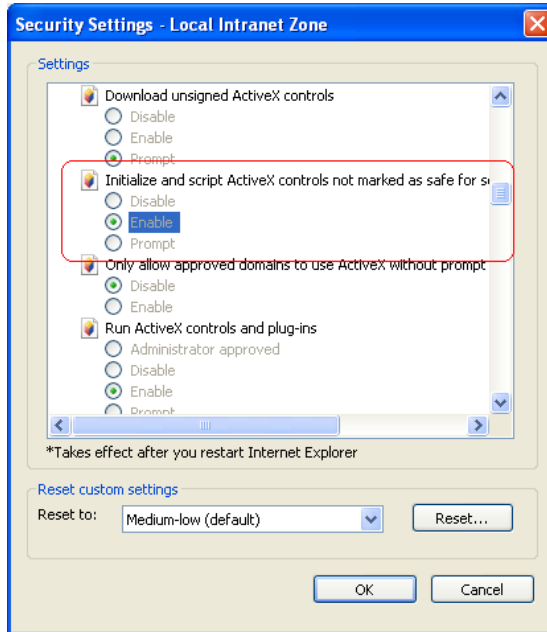 Security Settings - Local Intranet Zone
Settings
Download unsigned ActiveX controls
Disable
Enable
Prompt
Initialize and script ActiveX controls not marked as safe for s
Disable
Enable
Prompt
Only allow approved domains to use ActiveX without prompt
Disable
Enable
Run ActiveX controls and plug-ins
Administrator approved
Disable
Enable
Prompt
*Takes effect after you restart Internet Explorer
Reset custom settings
Reset to: Medium-low (default) Reset...
OK Cancel